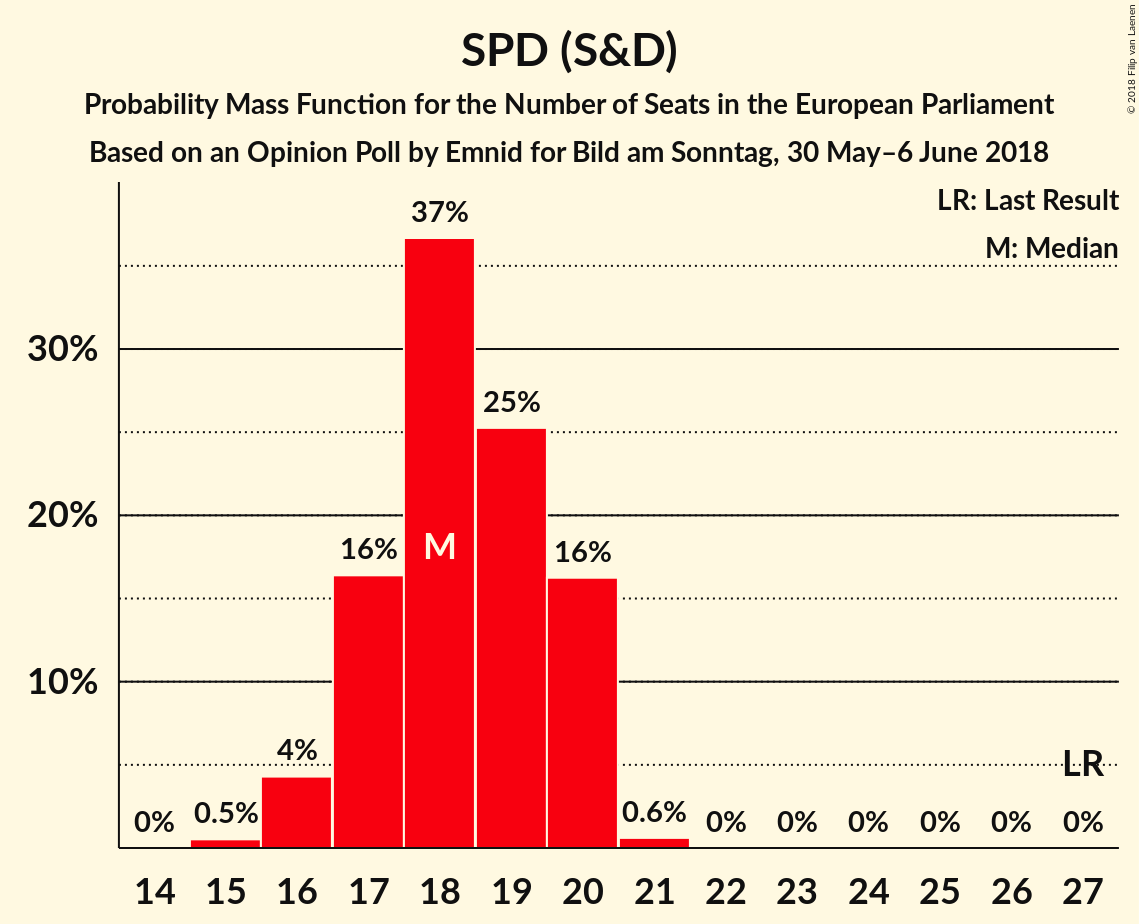 SPD (S&D)
Probability Mass Function for the Number of Seats in the European Parliament
Based on an Opinion Poll by Emnid for Bild am Sonntag, 30 May–6 June 2018
© 2018 Filip van Laenen
LR: Last Result
M: Median
37%
30%
25%
20%
16%
M
16%
10%
4%
LR
0%
0.5%
0.6%
0%
0%
0%
0%
0%
0%
14 15 16 17 18 19 20 21 22 23 24 25 26 27